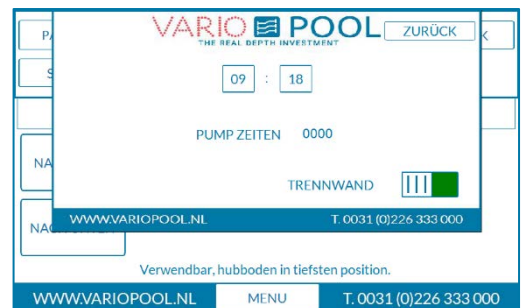 VARIO POOL
THE REAL DEPTH INVESTMENT
ZURÜCK
09 : 18
PUMP ZEITEN 0000
TRENNWAND
WWW.VARIOPOOL.NL T. 0031 (0)226 333 000
Verwendbar, hubboden in tiefsten position.
WWW.VARIOPOOL.NL MENU T. 0031 (0)226 333 000